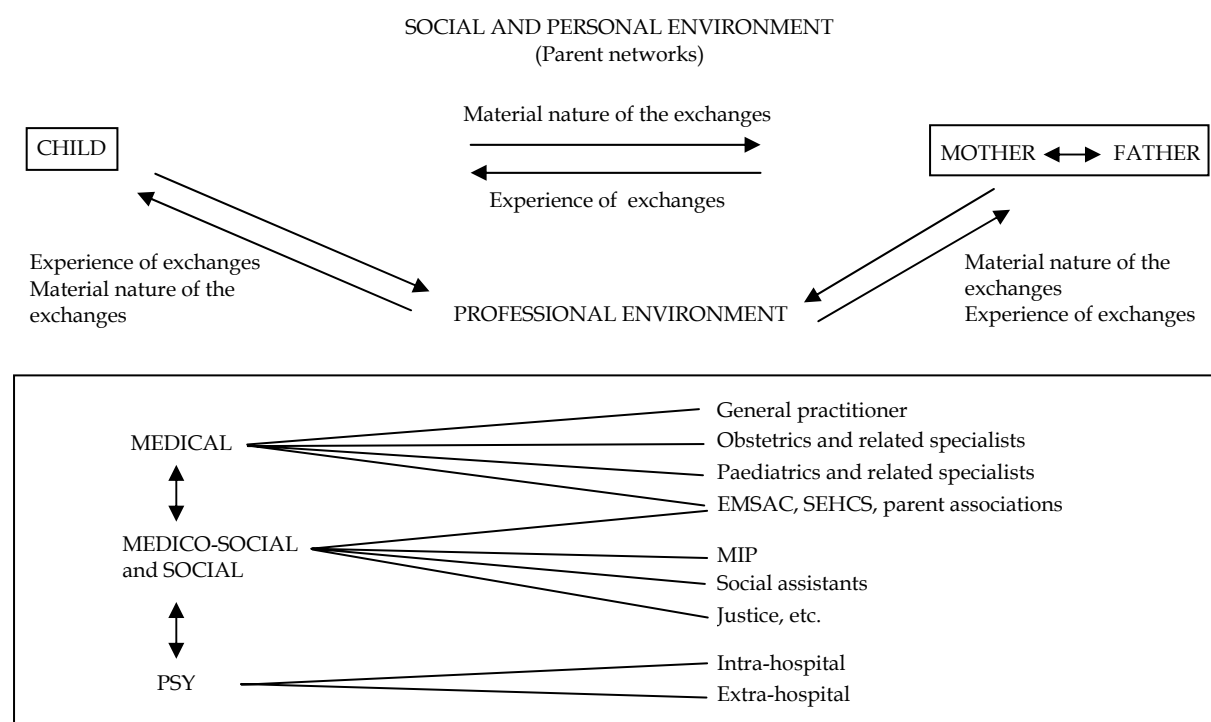 SOCIAL AND PERSONAL ENVIRONMENT
(Parent networks)
Material nature of the exchanges
CHILD
MOTHER FATHER
Experience of exchanges
Experience of exchanges
Material nature of the
exchanges
Material nature of the
exchanges
Experience of exchanges
PROFESSIONAL ENVIRONMENT
General practitioner
MEDICAL
Obstetrics and related specialists
Paediatrics and related specialists
EMSAC, SEHCS, parent associations
MEDICO-SOCIAL
and SOCIAL
MIP
Social assistants
Justice, etc.
Intra-hospital
PSY
Extra-hospital